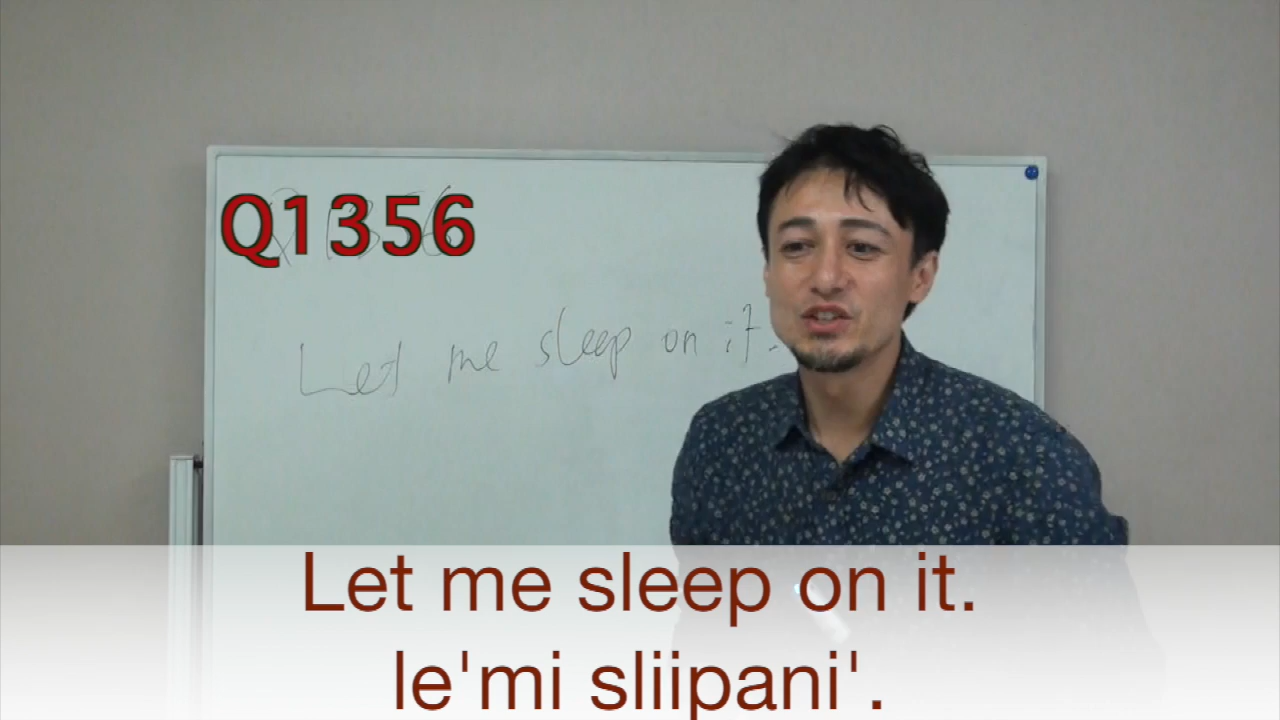 Q1356
Let me sleep on it.
Let me sleep on it.
le'mi sliipani'.